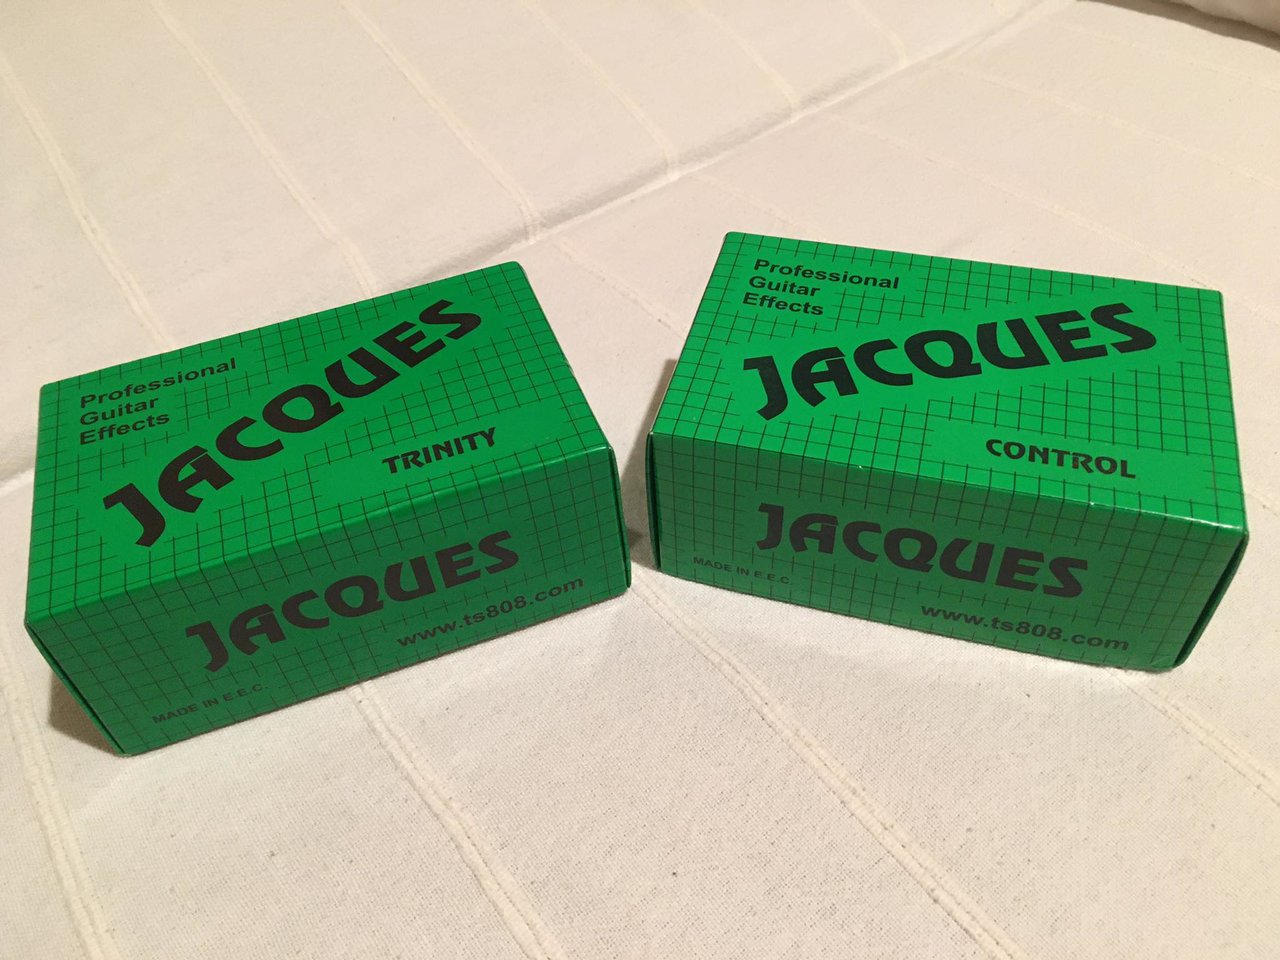 Professional
Guitar
Effects
JACQUES
TRINITY
JACQUES
www.ts808.com
MADE IN E.E.C.
Professional
Guitar
Effects
JACQUES
CONTROL
JACQUES
MADE IN E.E.C.
www.ts808.com